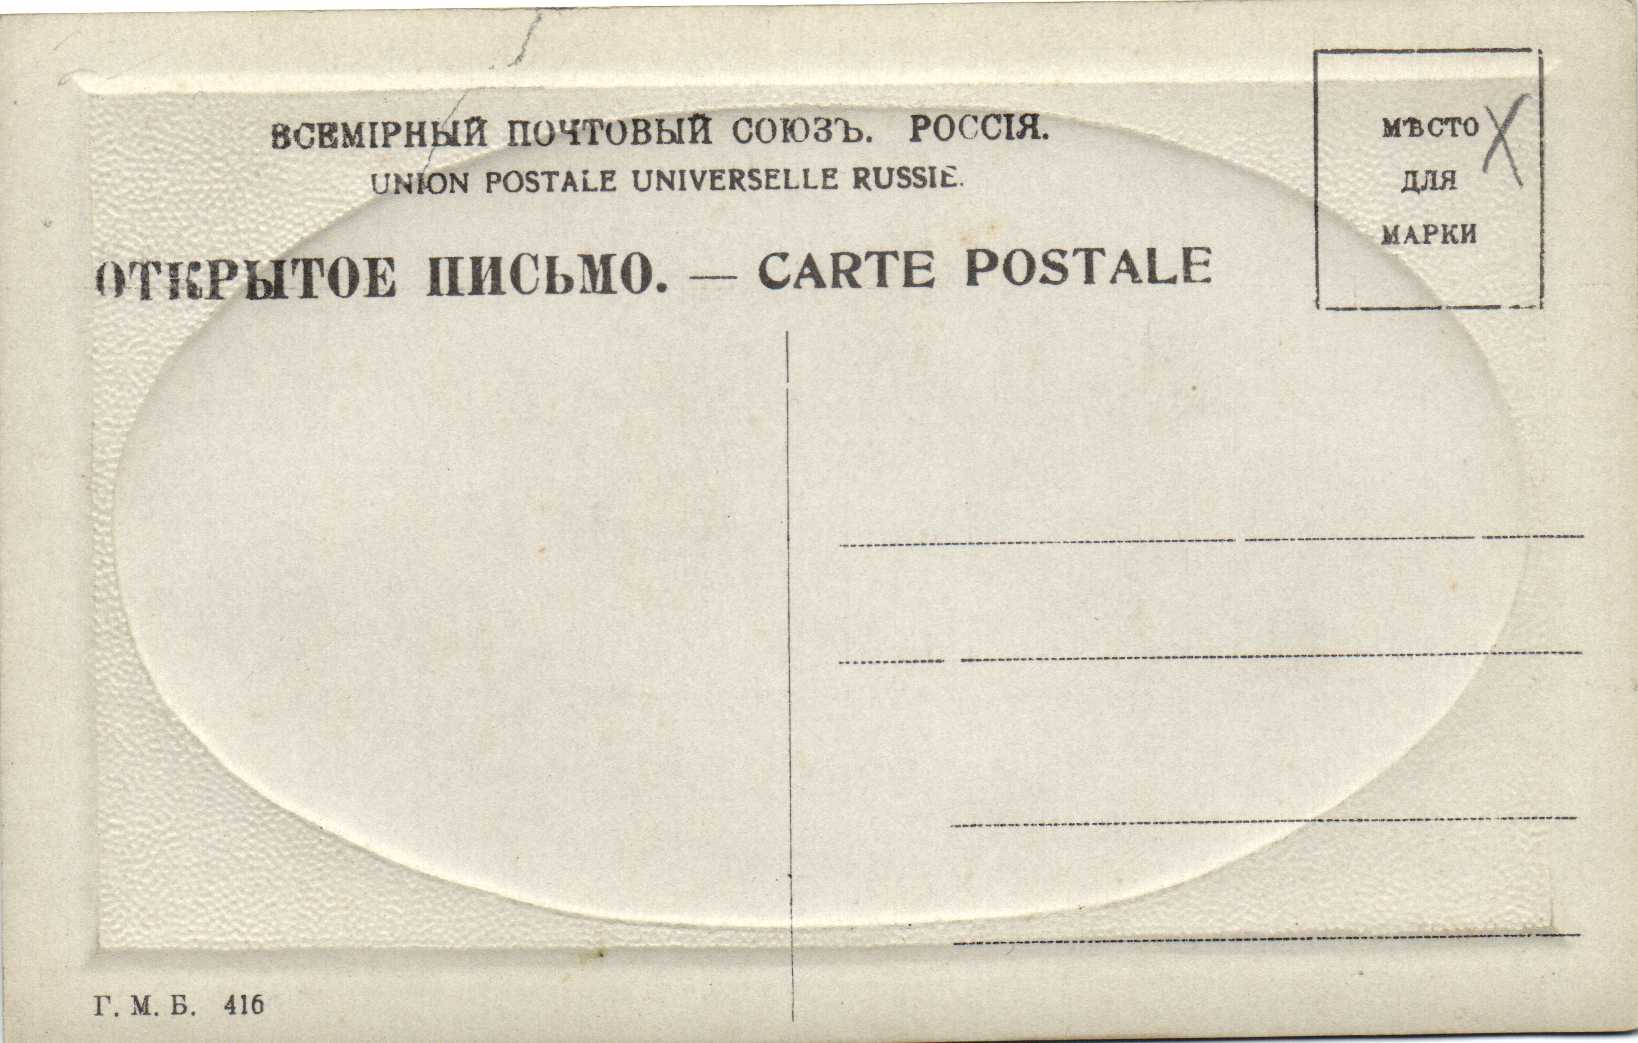 ВСЕМІРНЫЙ ПОЧТОВЫЙ СОЮЗЪ. РОССІЯ.
UNION POSTALE UNIVERSELLE RUSSIE.
ОТКРЫТОЕ ПИСЬМО. — CARTE POSTALE
МѢСТО
ДЛЯ
МАРКИ
Г. М. Б. 416